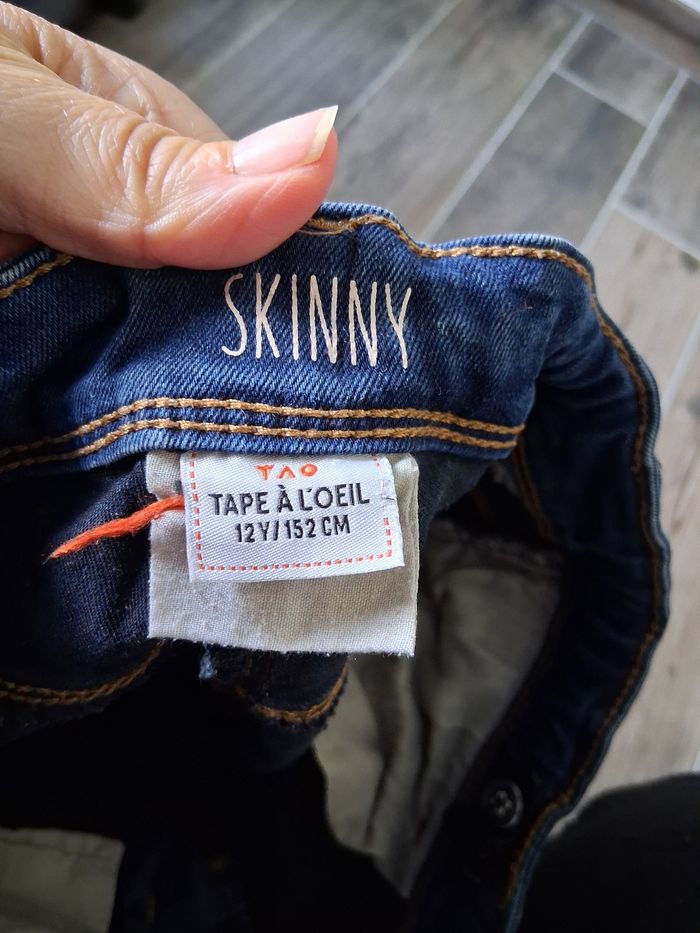 SKINNY
TAO
TAPE À L'OEIL
12Y/152 CM